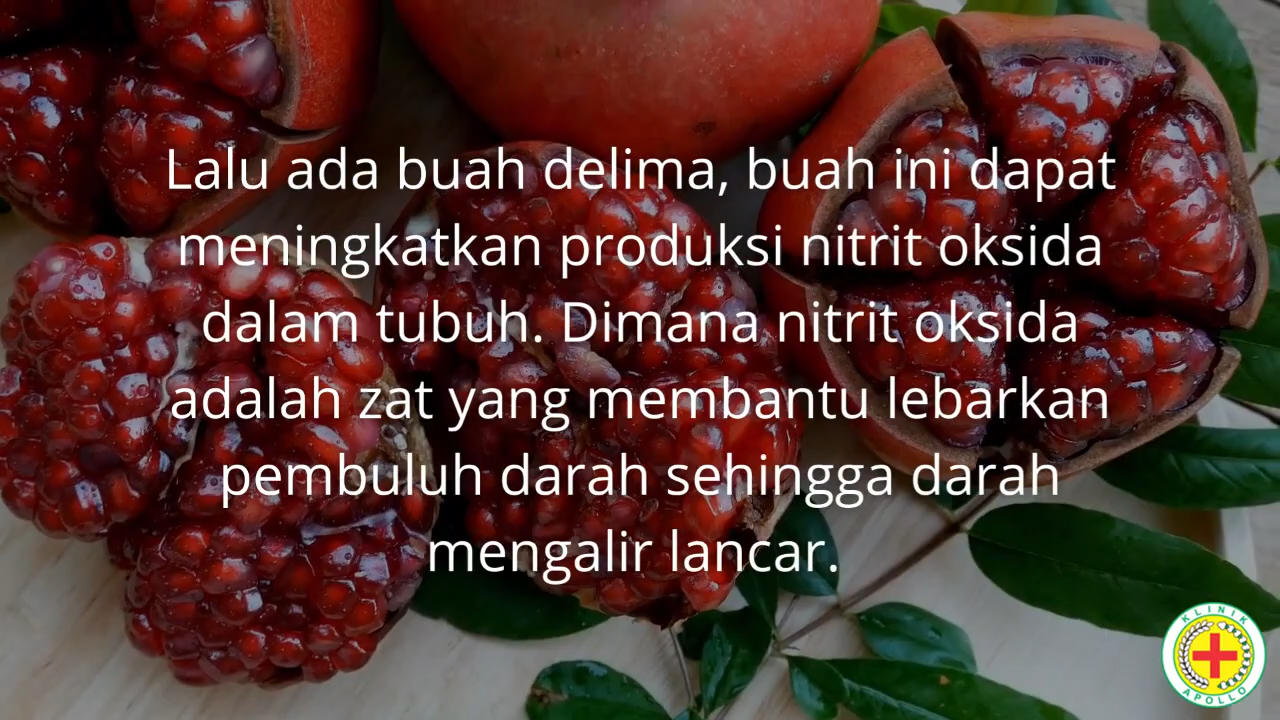 Lalu ada buah delima, buah ini dapat
meningkatkan produksi nitrit oksida
dalam tubuh. Dimana nitrit oksida
adalah zat yang membantu lebarkan
pembuluh darah sehingga darah
mengalir lancar.
KLINIK
APOLLO